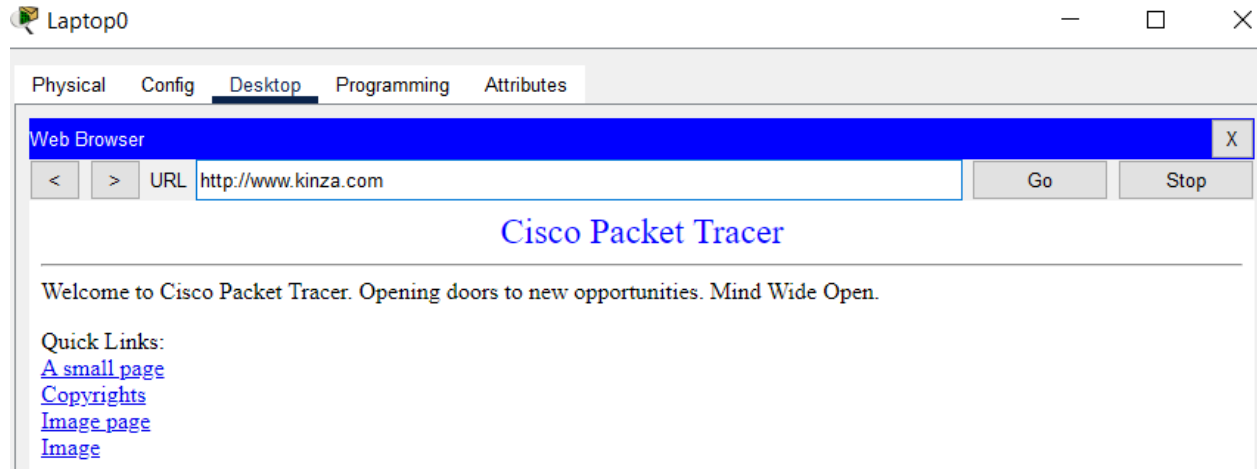 Laptop0
Physical Config Desktop Programming Attributes
Web Browser X
< > URL http://www.kinza.com Go Stop
Cisco Packet Tracer
Welcome to Cisco Packet Tracer. Opening doors to new opportunities. Mind Wide Open.
Quick Links:
A small page
Copyrights
Image page
Image